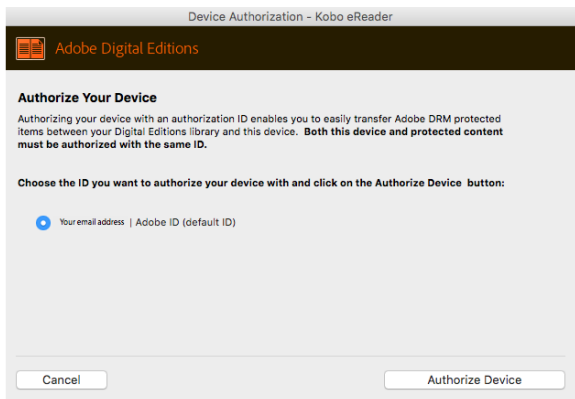 Device Authorization - Kobo eReader
Adobe Digital Editions
Authorize Your Device
Authorizing your device with an authorization ID enables you to easily transfer Adobe DRM protected
items between your Digital Editions library and this device. Both this device and protected content
must be authorized with the same ID.
Choose the ID you want to authorize your device with and click on the Authorize Device button:
Your email address | Adobe ID (default ID)
Cancel
Authorize Device